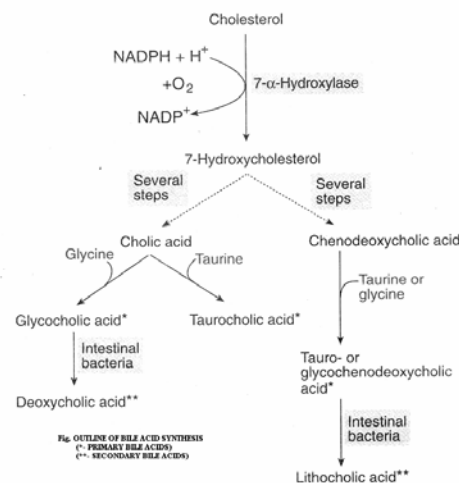 Cholesterol
NADPH + H+
+O2
NADP+
7-α-Hydroxylase
7-Hydroxycholesterol
Several
steps
Several
steps
Cholic acid
Chenodeoxycholic acid
Glycine
Taurine
Taurine or
glycine
Glycocholic acid*
Taurocholic acid*
Intestinal
bacteria
Tauro- or
glycochenodeoxycholic
acid*
Deoxycholic acid**
Intestinal
bacteria
Fig. OUTLINE OF BILE ACID SYNTHESIS
(*- PRIMARY BILE ACIDS)
(**- SECONDARY BILE ACIDS)
Lithocholic acid**